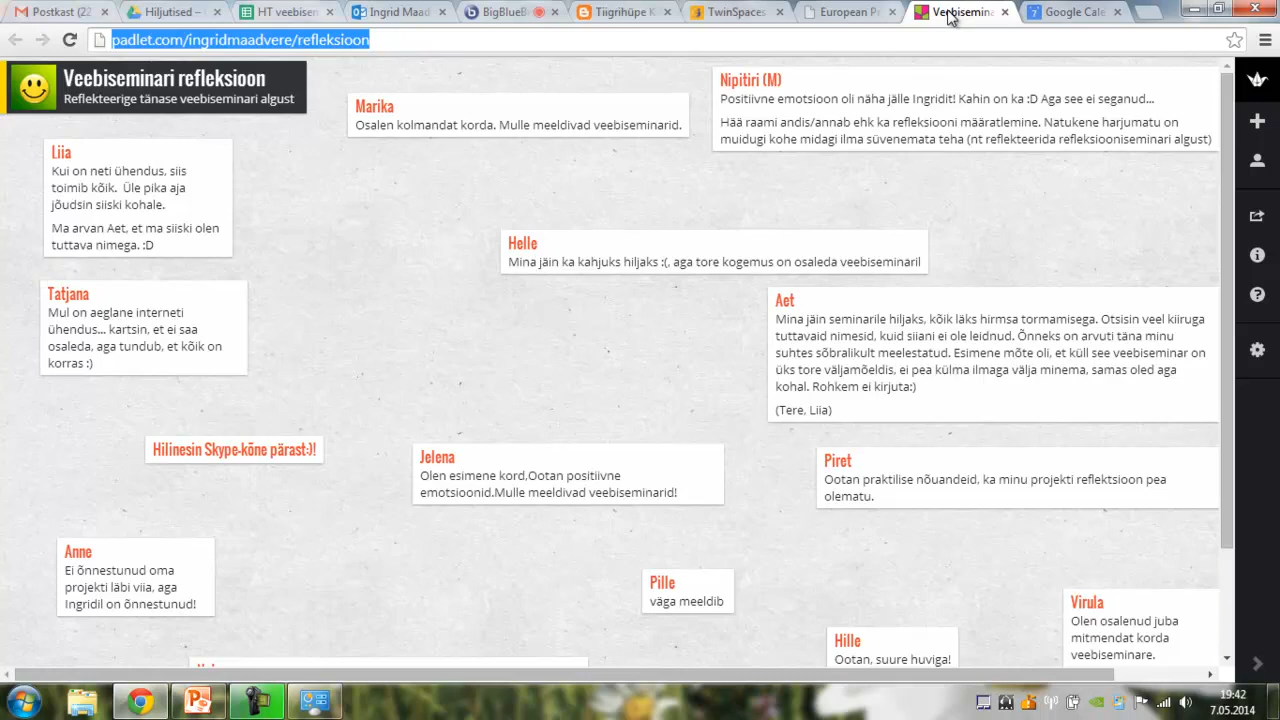 Postkast (22)
Hiljutised –
HT veebisem
Ingrid Maad
BigBlueB
Tiigrihüpe K
TwinSpaces
European Pr
Veebisemina
Google Cale
padlet.com/ingridmaadvere/refleksioon
Veebiseminari refleksioon
Reflekteerige tänase veebiseminari algust
Marika
Osalen kolmandat korda. Mulle meeldivad veebiseminarid.
Nipitiri (M)
Positiivne emotsioon oli näha jälle Ingridit! Kahin on ka :D Aga see ei seganud...
Hää raami andis/annab ehk ka refleksiooni määratlemine. Natukene harjumatu on
muidugi kohe midagi ilma süvenemata teha (nt reflekteerida refleksiooniseminari algust)
Liia
Kui on neti ühendus, siis
toimib kõik. Üle pika aja
jõudsin siiski kohale.
Ma arvan Aet, et ma siiski olen
tuttava nimega. :D
Helle
Mina jäin ka kahjuks hiljaks :(, aga tore kogemus on osaleda veebiseminaril
Tatjana
Mul on aeglane interneti
ühendus... kartsin, et ei saa
osaleda, aga tundub, et kõik on
korras :)
Aet
Mina jäin seminarile hiljaks, kõik läks hirmsa tormamisega. Otsisin veel kiiruga
tuttavaid nimesid, kuid siiani ei ole leidnud. Õnneks on arvuti täna minu
suhtes sõbralikult meelestatud. Esimene mõte oli, et küll see veebiseminar on
üks tore väljamõeldis, ei pea külma ilmaga välja minema, samas oled aga
kohal. Rohkem ei kirjuta:)
(Tere, Liia)
Hilinesin Skype-kõne pärast:)!
Jelena
Olen esimene kord,Ootan positiivne
emotsioonid.Mulle meeldivad veebiseminarid!
Piret
Ootan praktilise nõuandeid, ka minu projekti reflektsioon pea
olematu.
Anne
Ei õnnestunud oma
projekti läbi viia, aga
Ingridil on õnnestunud!
Pille
väga meeldib
Virula
Olen osalenud juba
mitmendat korda
veebiseminare.
Hille
Ootan, suure huviga!
19:42
7.05.2014